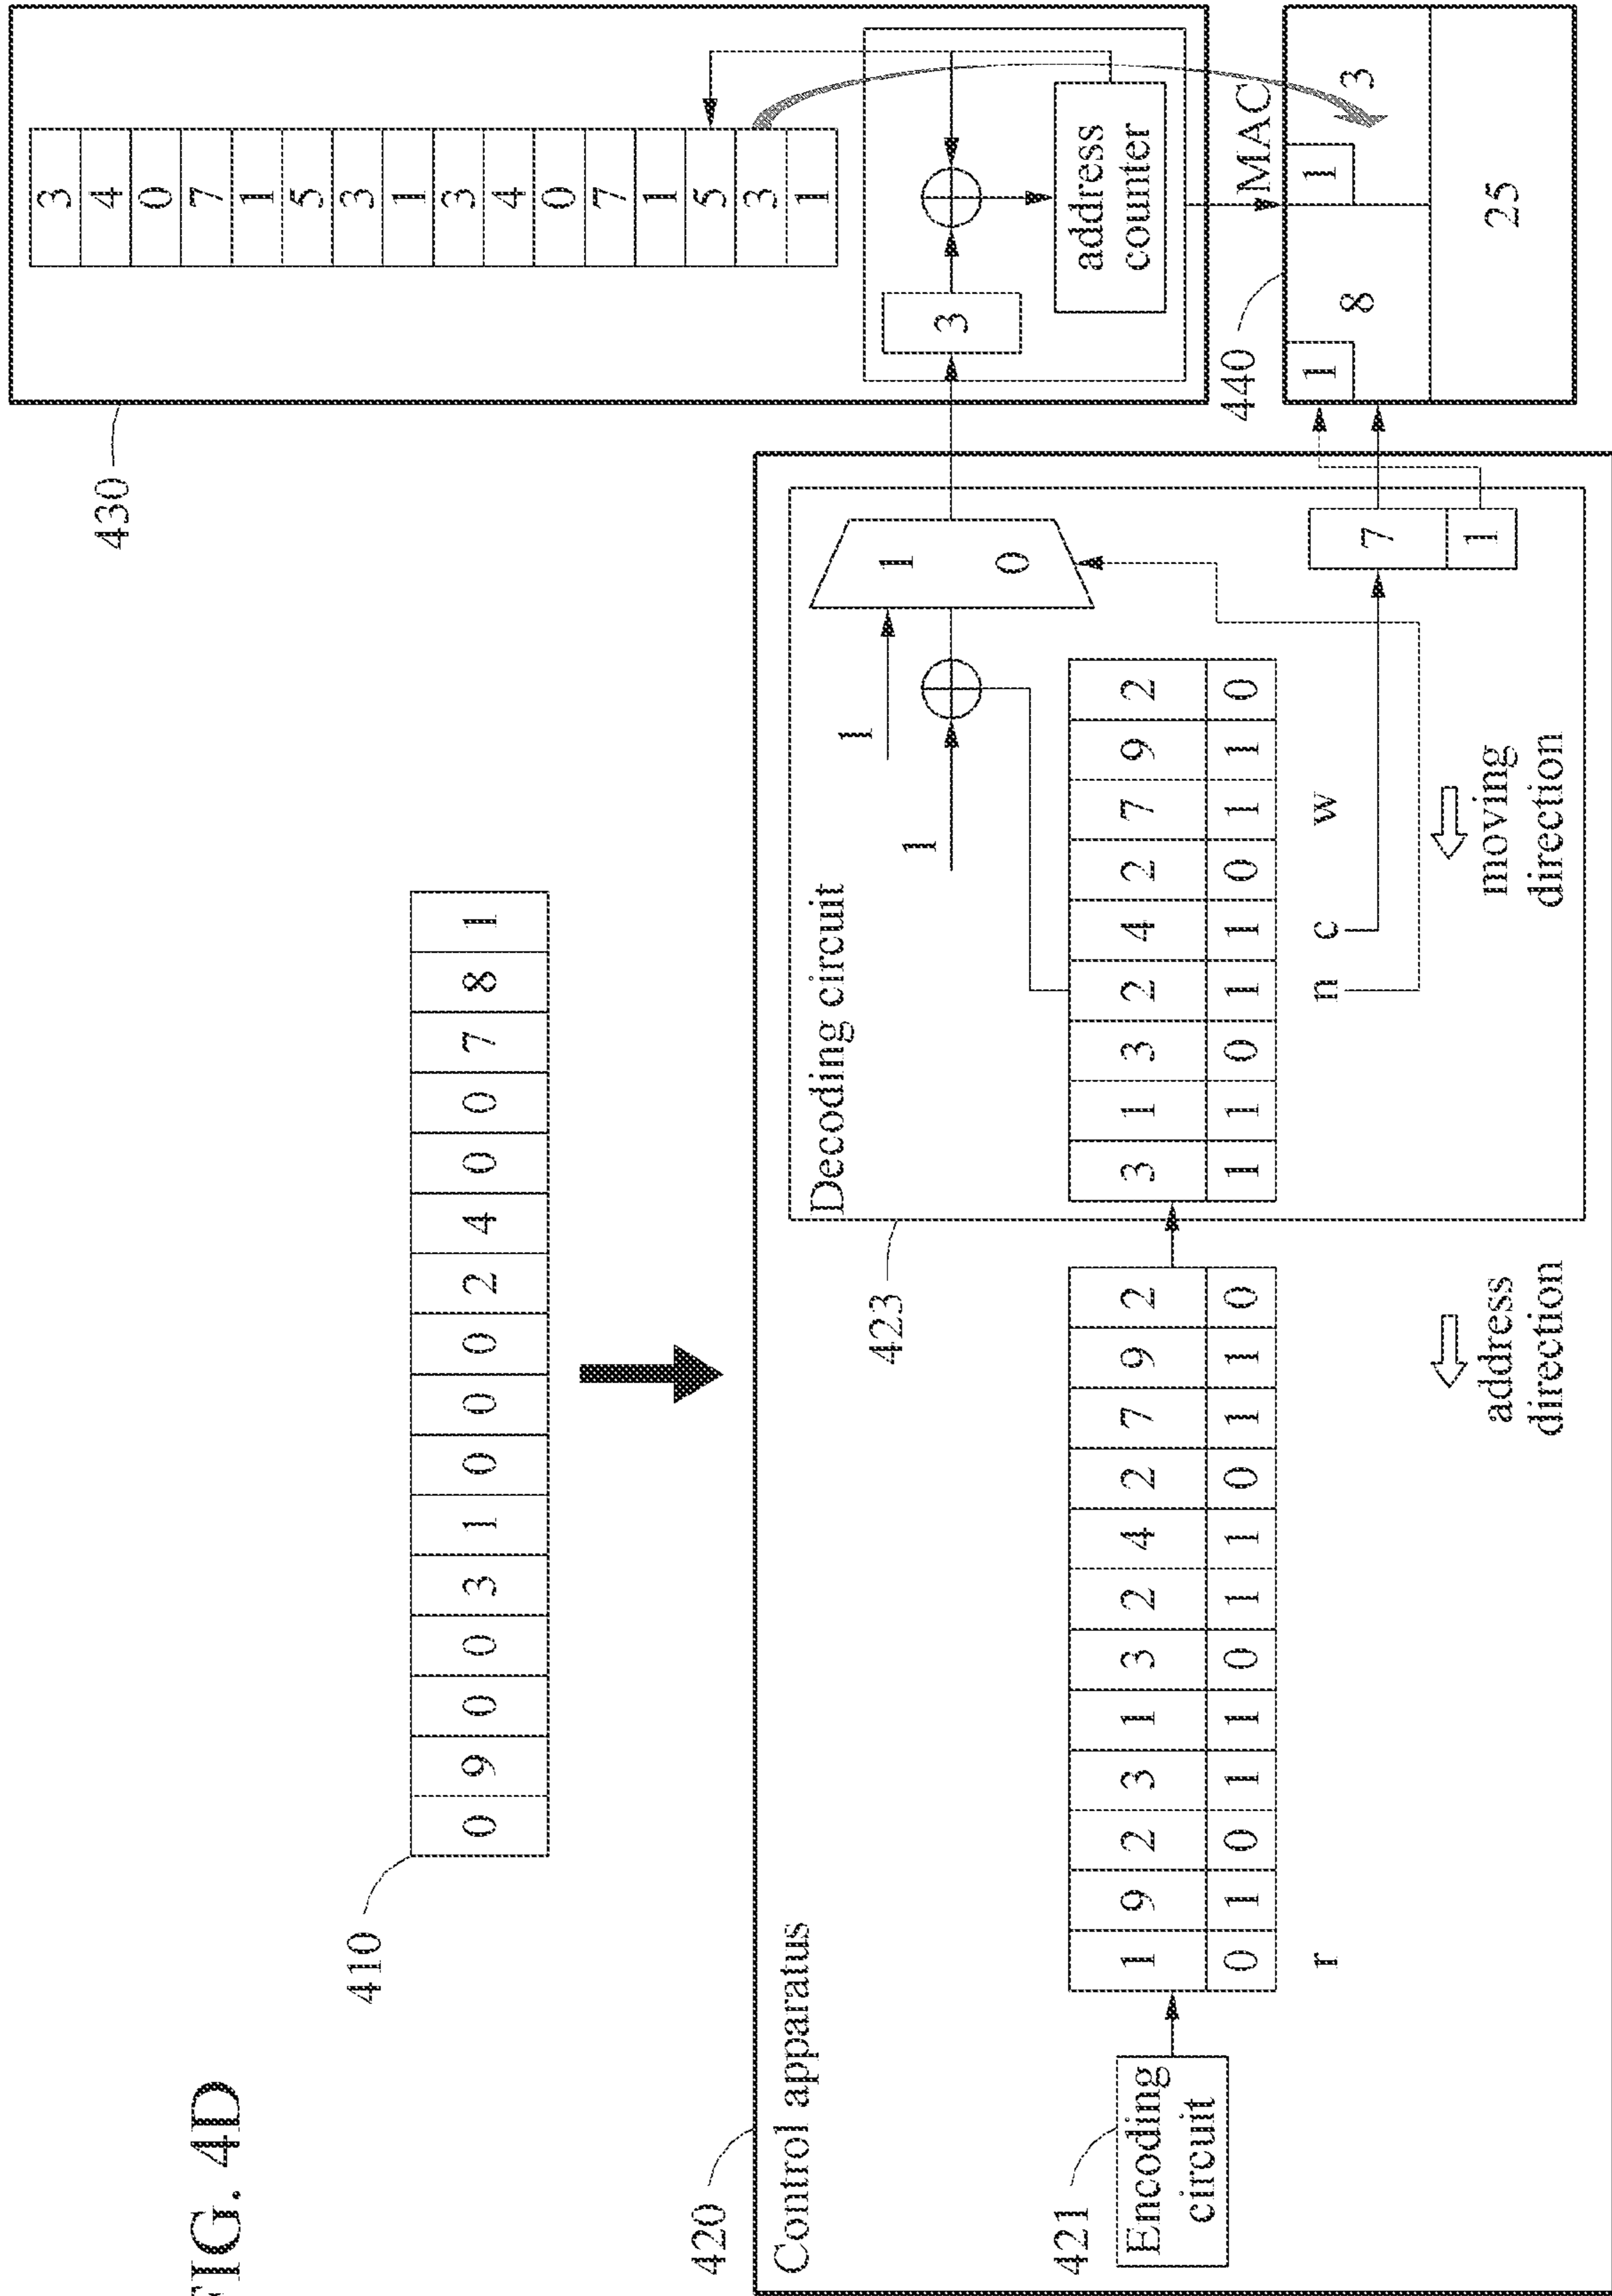 FIG. 4D
410
0 9 0 0 3 1 0 0 0 2 4 0 0 7 8 1
420
Control apparatus
421
Encoding
circuit
1 9 2 3 1 3 2 4 2 7 9 2
0 1 0 1 1 0 1 1 0 1 1 0
r
address
direction
423
Decoding circuit
1
1
1
0
3 1 3 2 4 2 7 9 2
1 1 0 1 1 0 1 1 0
n c w
7
1
moving
direction
430
3
4
0
7
1
5
3
1
3
4
0
7
1
5
3
1
3
address
counter
MAC
440
1
8
1
3
25